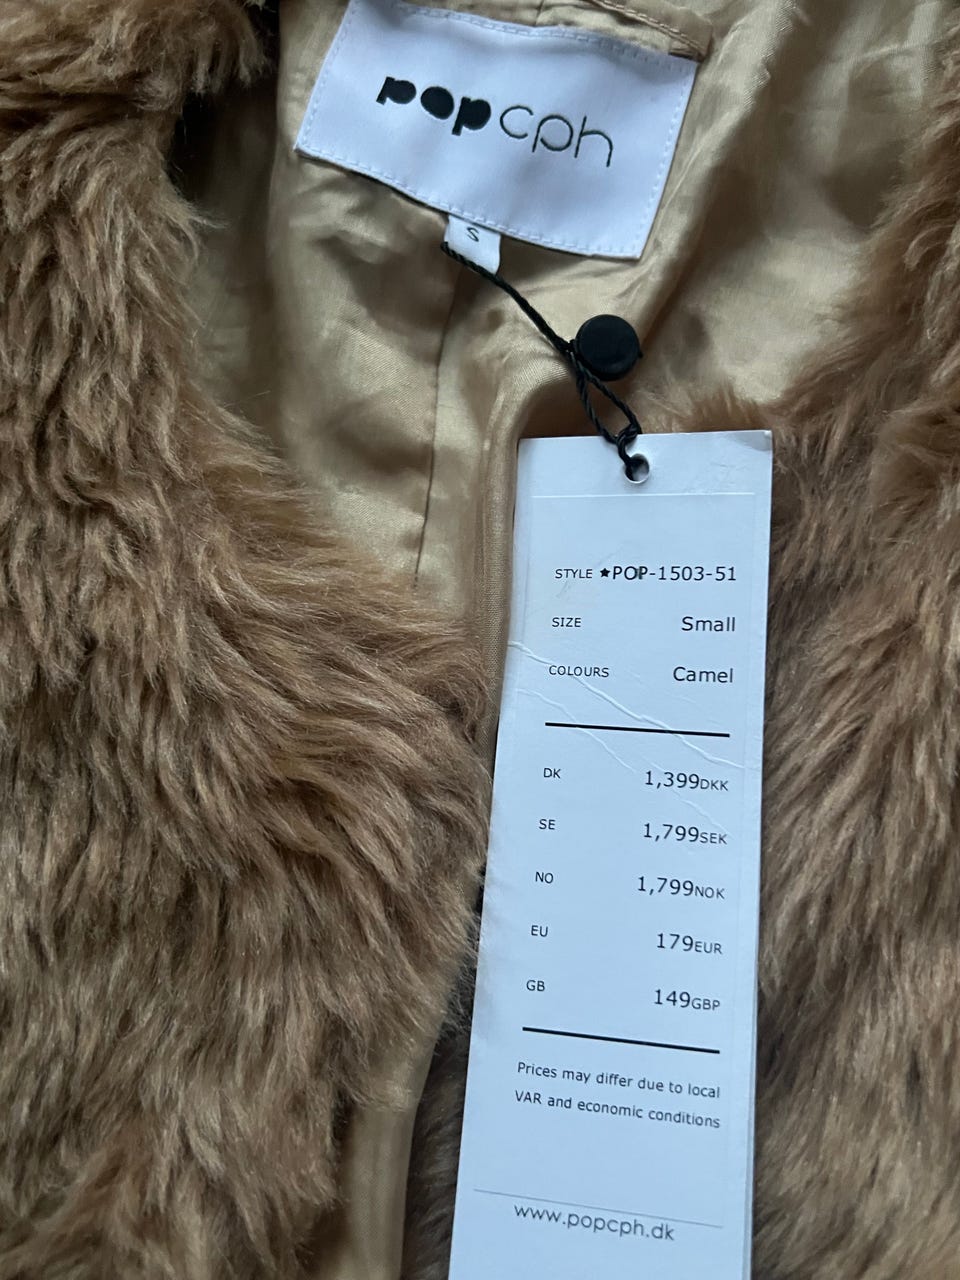 popcph
S
STYLE ★POP-1503-51
SIZE Small
COLOURS Camel
DK 1,399DKK
SE 1,799SEK
NO 1,799NOK
EU 179EUR
GB 149GBP
Prices may differ due to local
VAR and economic conditions
www.popcph.dk